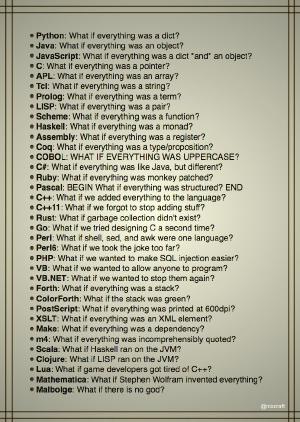 • Python: What if everything was a dict?
• Java: What if everything was an object?
• JavaScript: What if everything was a dict *and* an object?
• C: What if everything was a pointer?
• APL: What if everything was an array?
• Tcl: What if everything was a string?
• Prolog: What if everything was a term?
• LISP: What if everything was a pair?
• Scheme: What if everything was a function?
• Haskell: What if everything was a monad?
• Assembly: What if everything was a register?
• Coq: What if everything was a type/proposition?
• COBOL: WHAT IF EVERYTHING WAS UPPERCASE?
• C#: What if everything was like Java, but different?
• Ruby: What if everything was monkey patched?
• Pascal: BEGIN What if everything was structured? END
• C++: What if we added everything to the language?
• C++11: What if we forgot to stop adding stuff?
• Rust: What if garbage collection didn't exist?
• Go: What if we tried designing C a second time?
• Perl: What if shell, sed, and awk were one language?
• Perl6: What if we took the joke too far?
• PHP: What if we wanted to make SQL injection easier?
• VB: What if we wanted to allow anyone to program?
• VB.NET: What if we wanted to stop them again?
• Forth: What if everything was a stack?
• ColorForth: What if the stack was green?
• PostScript: What if everything was printed at 600dpi?
• XSLT: What if everything was an XML element?
• Make: What if everything was a dependency?
• m4: What if everything was incomprehensibly quoted?
• Scala: What if Haskell ran on the JVM?
• Clojure: What if LISP ran on the JVM?
• Lua: What if game developers got tired of C++?
• Mathematica: What if Stephen Wolfram invented everything?
• Malbolge: What if there is no god?
@nixcraft